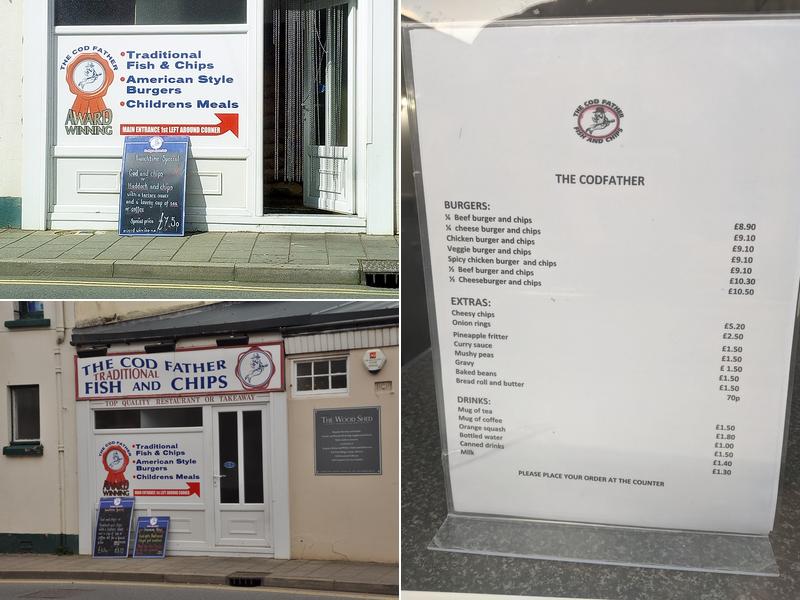 THE COD FATHER
Traditional
Fish & Chips
American Style
Burgers
Childrens Meals
AWARD
WINNING
MAIN ENTRANCE 1st LEFT AROUND CORNER
Lunchtime Special
Cod and chips
or
Haddock and chips
with a tartare sauce
and a lovely cup of tea
or coffee
Special price £7.50
THE COD FATHER
TRADITIONAL
FISH AND CHIPS
TOP QUALITY RESTAURANT OR TAKEAWAY
THE COD FATHER
Traditional
Fish & Chips
American Style
Burgers
Childrens Meals
AWARD
WINNING
MAIN ENTRANCE 1st LEFT AROUND CORNER
THE WOOD SHED
THE COD FATHER
FISH AND CHIPS
THE CODFATHER
BURGERS:
¼ Beef burger and chips £8.90
¼ cheese burger and chips £9.10
Chicken burger and chips £9.10
Veggie burger and chips £9.10
Spicy chicken burger and chips £9.10
½ Beef burger and chips £10.30
½ Cheeseburger and chips £10.50
EXTRAS:
Cheesy chips £5.20
Onion rings £2.50
Pineapple fritter £1.50
Curry sauce £1.50
Mushy peas £ 1.50
Gravy £1.50
Baked beans £1.50
Bread roll and butter 70p
DRINKS:
Mug of tea £1.50
Mug of coffee £1.80
Orange squash £1.00
Bottled water £1.50
Canned drinks £1.40
Milk £1.30
PLEASE PLACE YOUR ORDER AT THE COUNTER